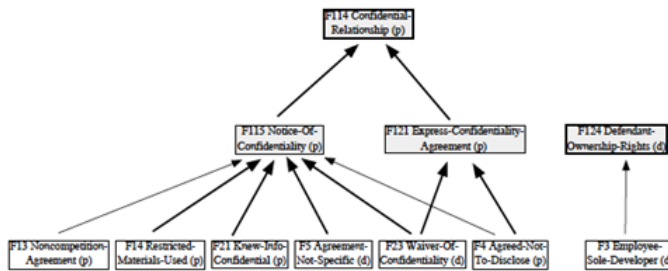 F114 Confidential-
Relationship (p)
F115 Notice-Of-
Confidentiality (p)
F121 Express-Confidentiality-
Agreement (p)
F124 Defendant-
Ownership-Rights (d)
F13 Noncompetition-
Agreement (p)
F14 Restricted-
Materials-Used (p)
F21 Knew-Info-
Confidential (p)
F5 Agreement-
Not-Specific (d)
F23 Waiver-Of-
Confidentiality (d)
F4 Agreed-Not-
To-Disclose (p)
F3 Employee-
Sole-Developer (d)